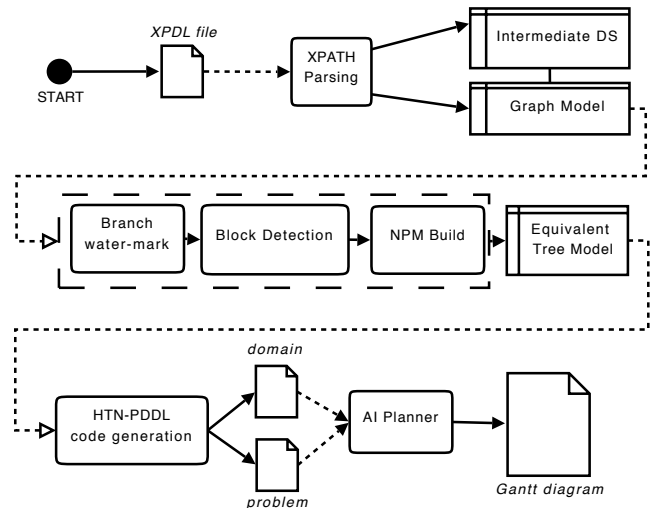 XPDL file
START
XPATH
Parsing
Intermediate DS
Graph Model
Branch
water-mark
Block Detection
NPM Build
Equivalent
Tree Model
domain
HTN-PDDL
code generation
problem
AI Planner
Gantt diagram